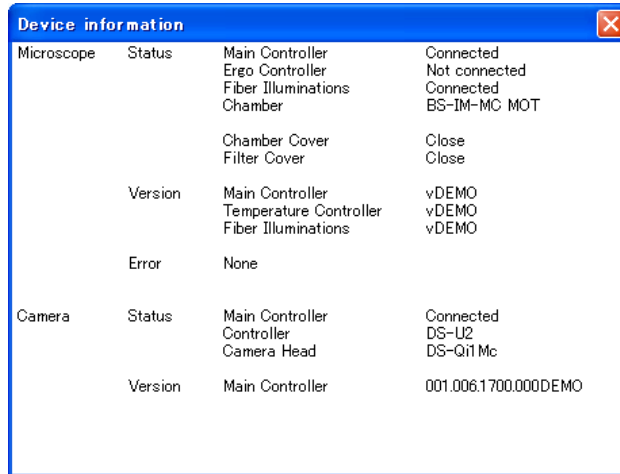 Device information
Microscope Status Main Controller Connected
Ergo Controller Not connected
Fiber Illuminations Connected
Chamber BS-IM-MC MOT
Chamber Cover Close
Filter Cover Close
Version Main Controller vDEMO
Temperature Controller vDEMO
Fiber Illuminations vDEMO
Error None
Camera Status Main Controller Connected
Controller DS-U2
Camera Head DS-Qi1Mc
Version Main Controller 001.006.1700.000DEMO